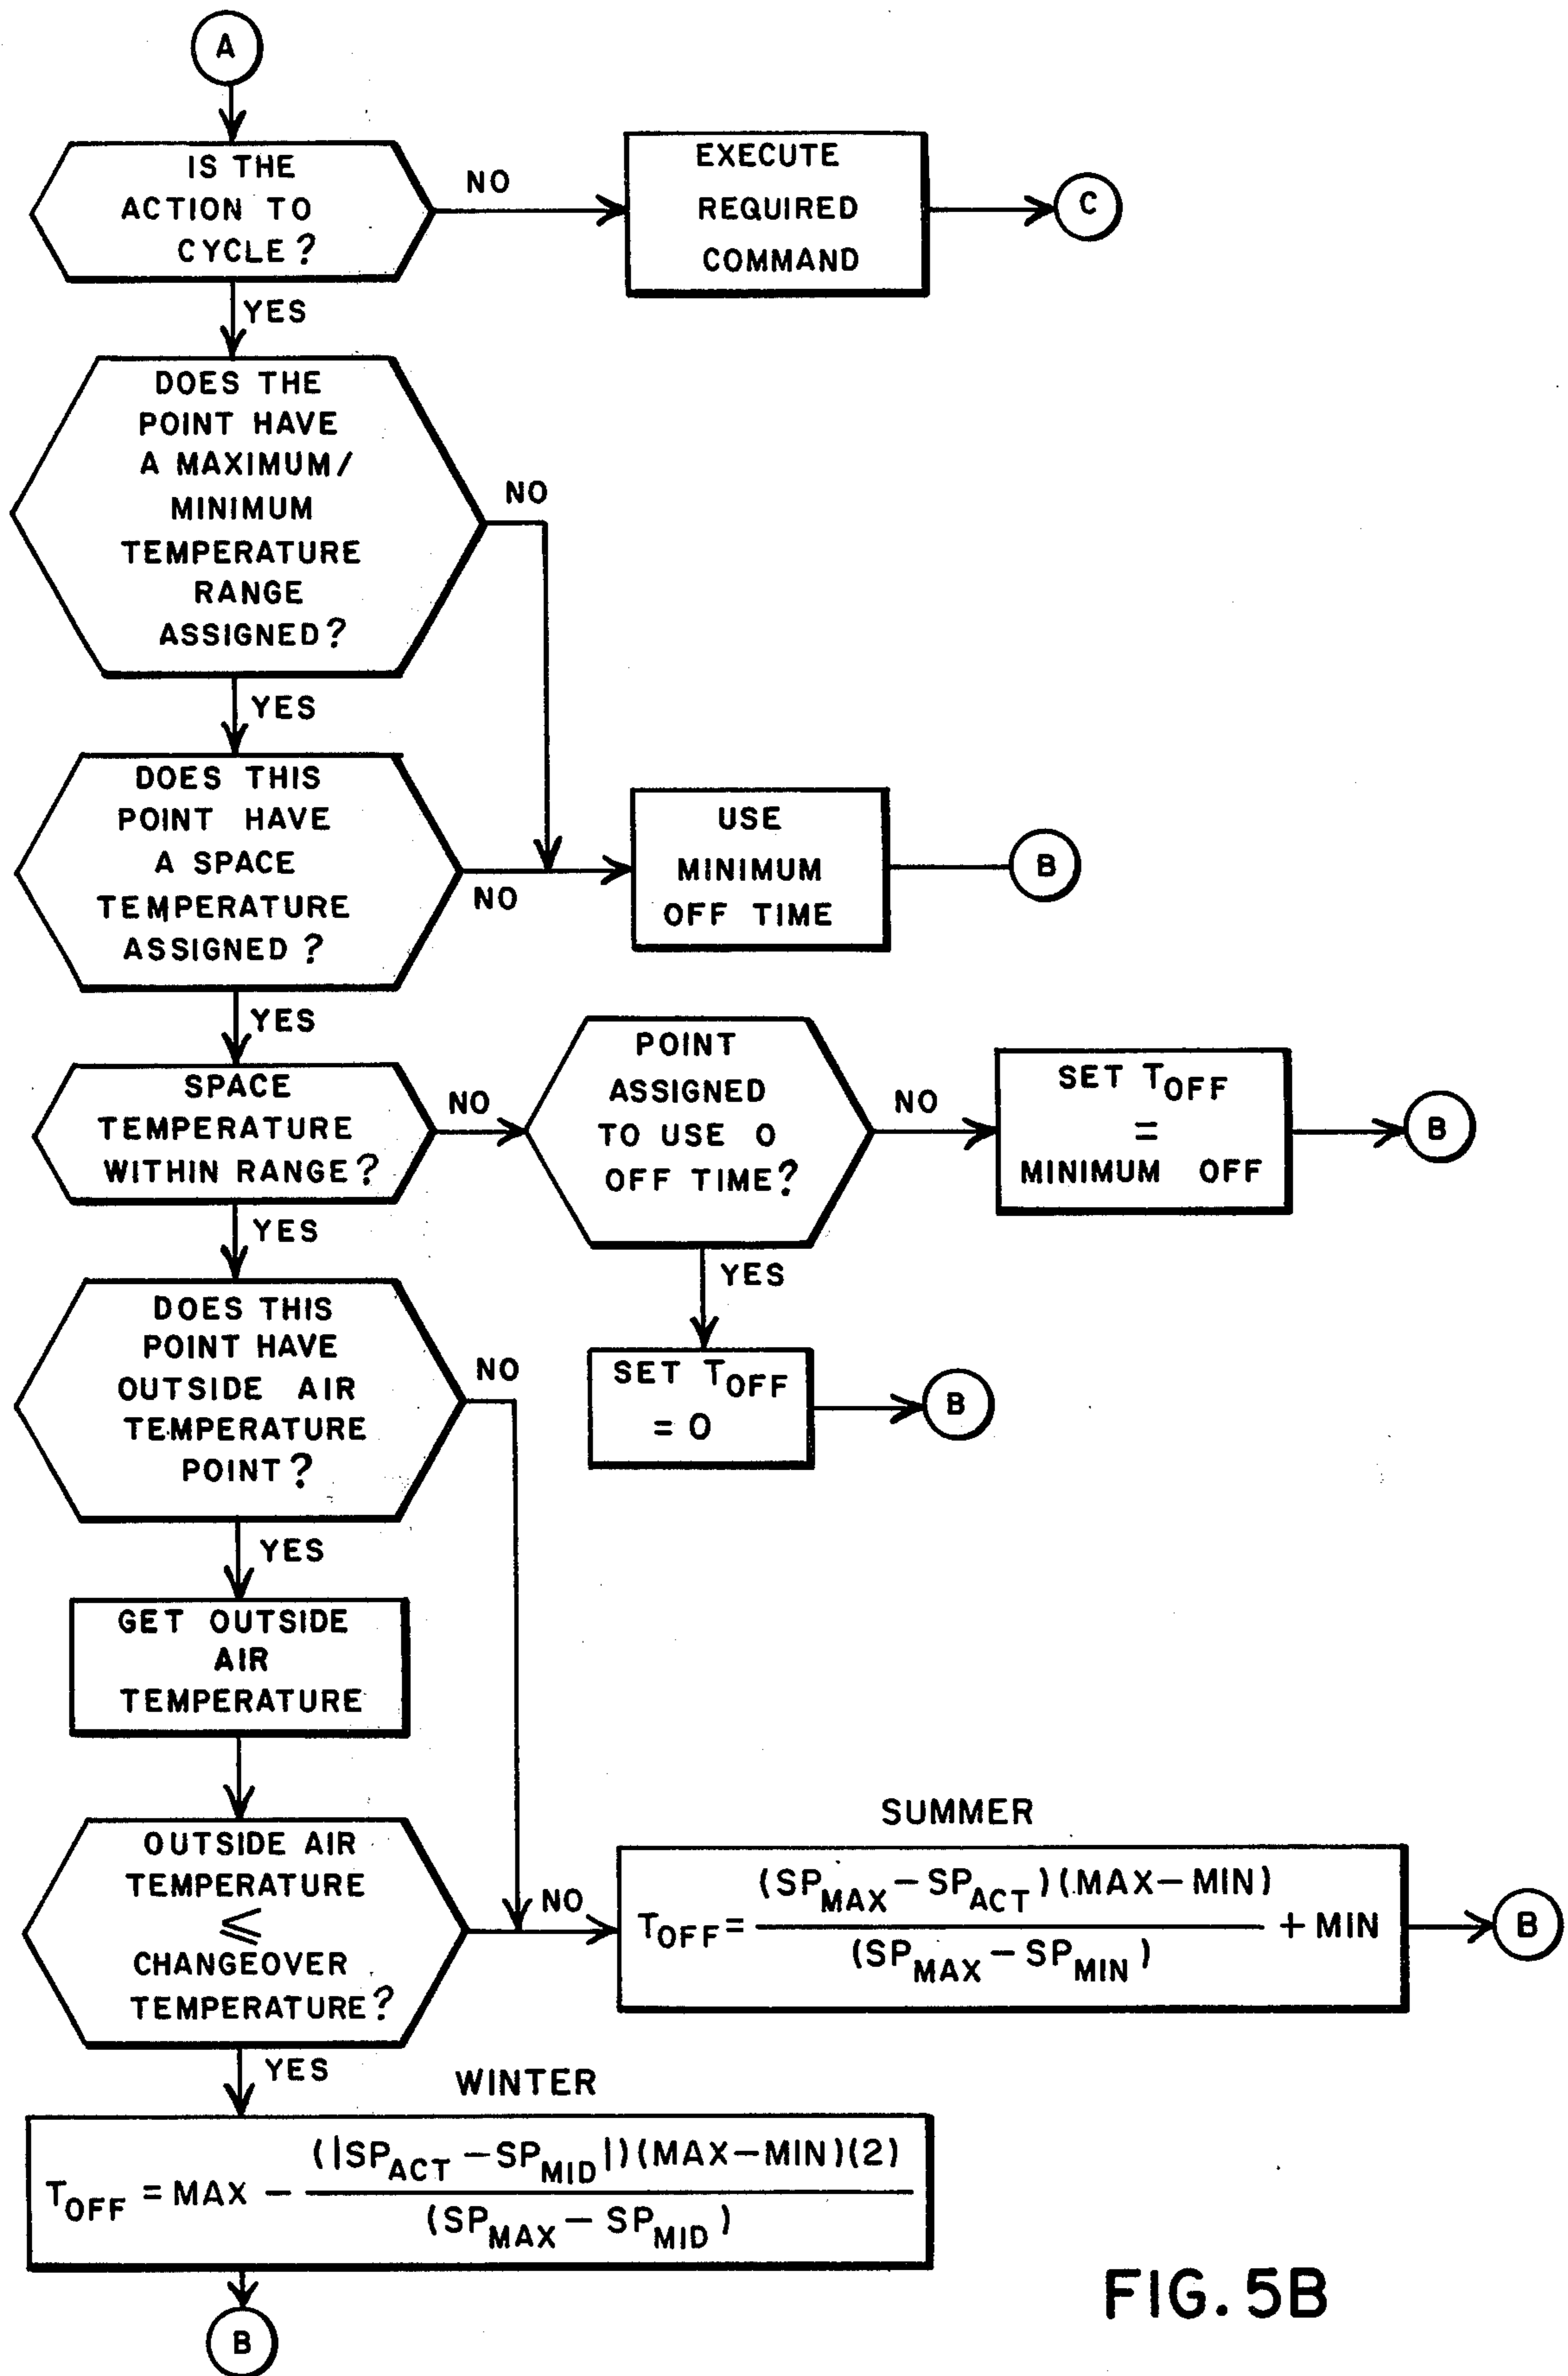 A
IS THE
ACTION TO
CYCLE?
NO
EXECUTE
REQUIRED
COMMAND
C
YES
DOES THE
POINT HAVE
A MAXIMUM/
MINIMUM
TEMPERATURE
RANGE
ASSIGNED?
NO
YES
DOES THIS
POINT HAVE
A SPACE
TEMPERATURE
ASSIGNED?
NO
USE
MINIMUM
OFF TIME
B
YES
SPACE
TEMPERATURE
WITHIN RANGE?
NO
POINT
ASSIGNED
TO USE 0
OFF TIME?
NO
SET T_OFF
=
MINIMUM OFF
B
YES
SET T_OFF
= 0
B
YES
DOES THIS
POINT HAVE
OUTSIDE AIR
TEMPERATURE
POINT?
NO
YES
GET OUTSIDE
AIR
TEMPERATURE
OUTSIDE AIR
TEMPERATURE
≤
CHANGEOVER
TEMPERATURE?
NO
SUMMER
T_OFF = (SP_MAX – SP_ACT)(MAX–MIN) / (SP_MAX – SP_MIN) + MIN
B
YES
WINTER
T_OFF = MAX – (|SP_ACT – SP_MID|)(MAX–MIN)(2) / (SP_MAX – SP_MID)
B
FIG. 5B